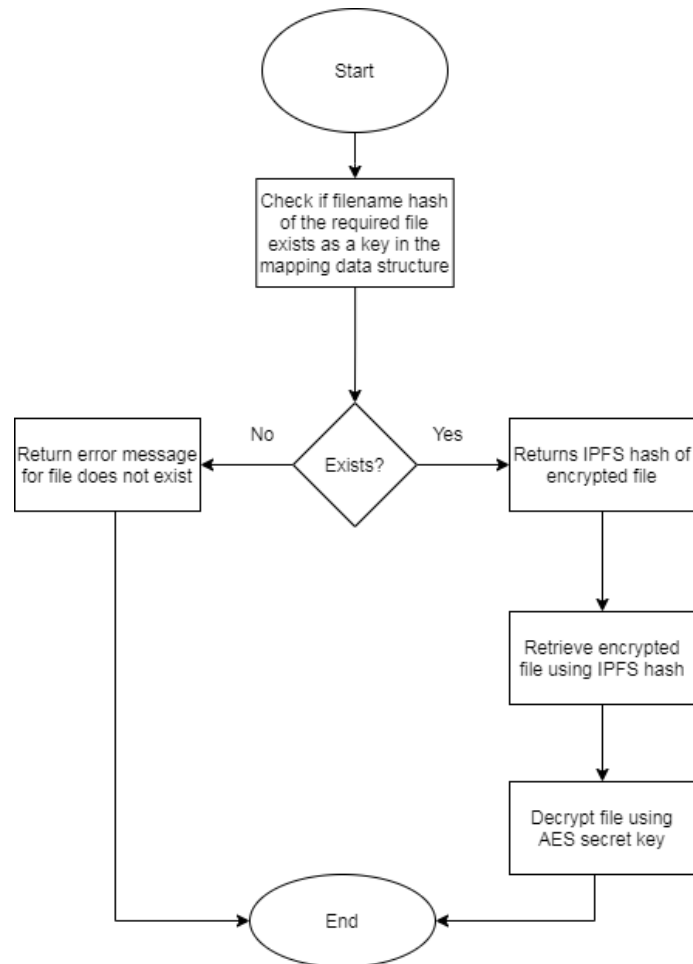 Start
Check if filename hash
of the required file
exists as a key in the
mapping data structure
No
Yes
Return error message
for file does not exist
Exists?
Returns IPFS hash of
encrypted file
Retrieve encrypted
file using IPFS hash
Decrypt file using
AES secret key
End